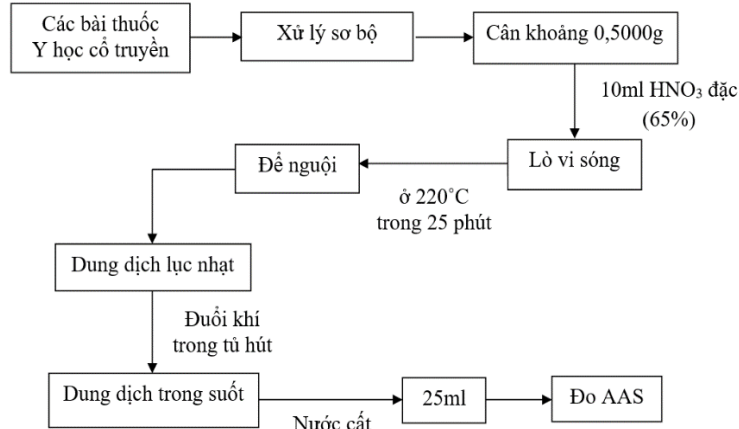 Các bài thuốc
Y học cổ truyền
Xử lý sơ bộ
Cân khoảng 0,5000g
10ml HNO₃ đặc
(65%)
Lò vi sóng
ở 220˚C
trong 25 phút
Để nguội
Dung dịch lục nhạt
Đuổi khí
trong tủ hút
Dung dịch trong suốt
Nước cất
25ml
Đo AAS